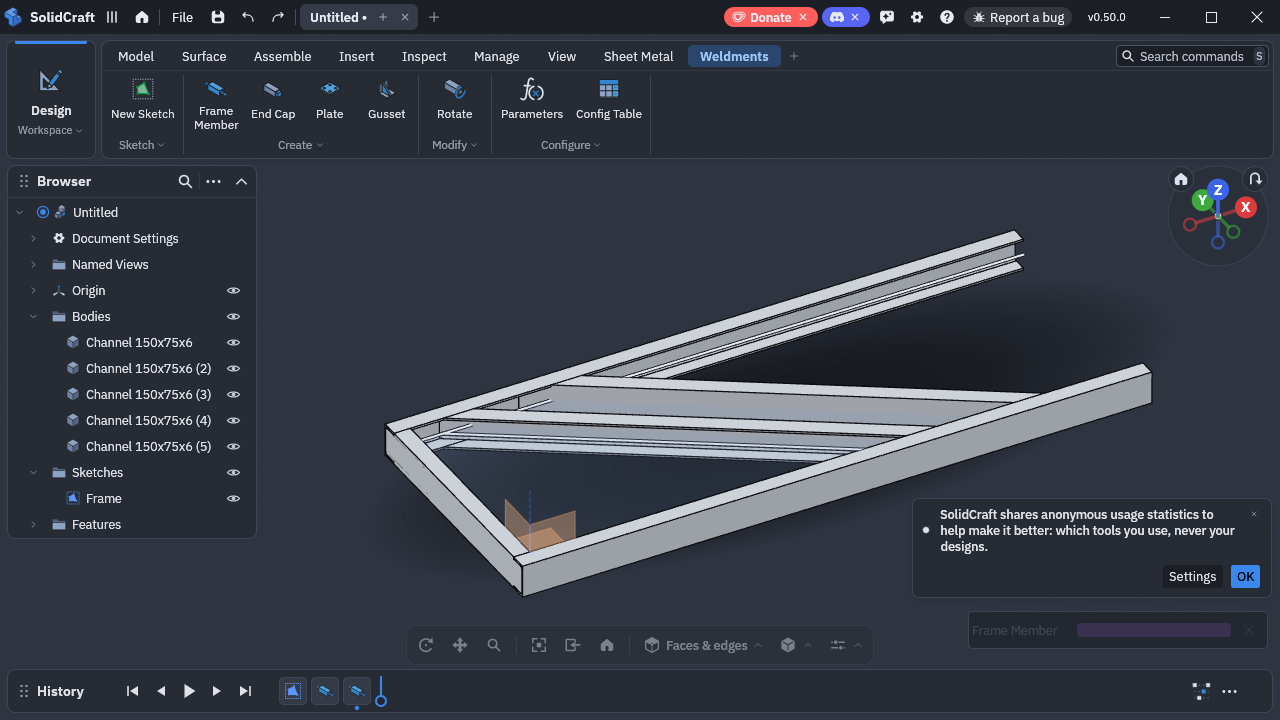 SolidCraft
File
Untitled •
Donate
Report a bug
v0.50.0
Design
Workspace
Model
Surface
Assemble
Insert
Inspect
Manage
View
Sheet Metal
Weldments
Search commands
S
New Sketch
Frame
Member
End Cap
Plate
Gusset
Rotate
Parameters
Config Table
Sketch
Create
Modify
Configure
Browser
Untitled
Document Settings
Named Views
Origin
Bodies
Channel 150x75x6
Channel 150x75x6 (2)
Channel 150x75x6 (3)
Channel 150x75x6 (4)
Channel 150x75x6 (5)
Sketches
Frame
Features
Z
Y
X
SolidCraft shares anonymous usage statistics to
help make it better: which tools you use, never your
designs.
Settings
OK
Frame Member
Faces & edges
History